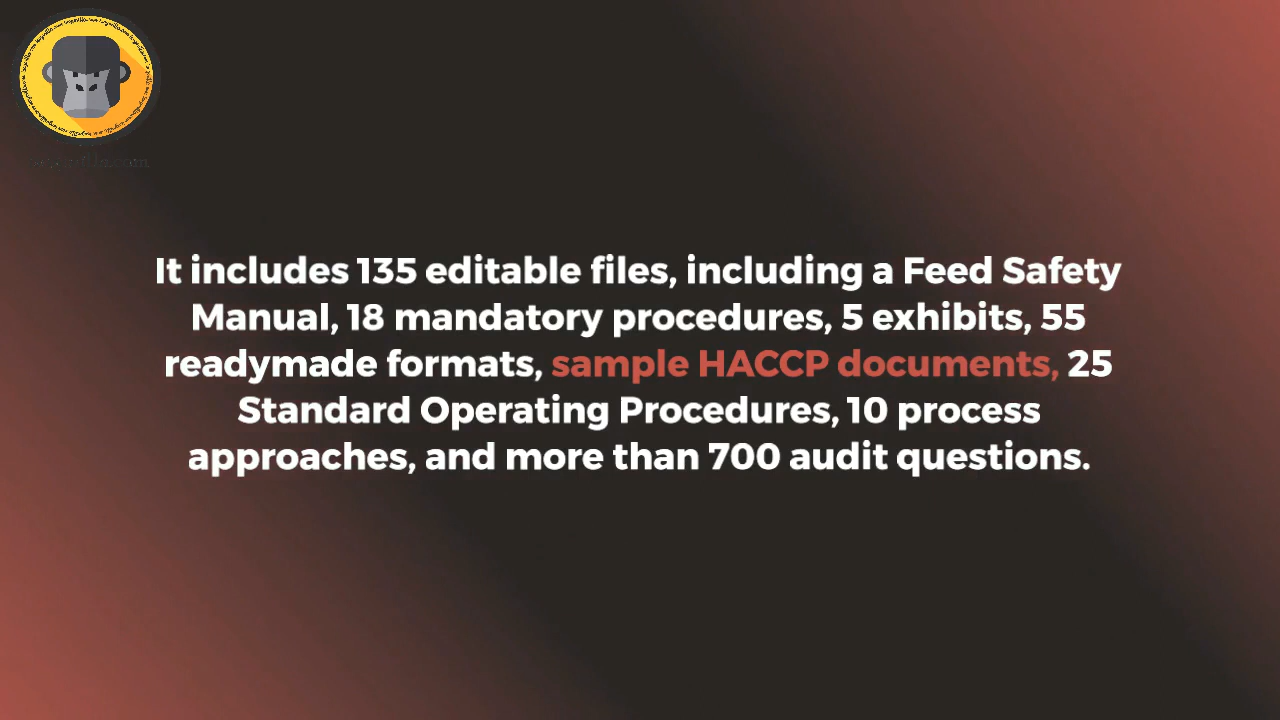 It includes 135 editable files, including a Feed Safety
Manual, 18 mandatory procedures, 5 exhibits, 55
readymade formats, sample HACCP documents, 25
Standard Operating Procedures, 10 process
approaches, and more than 700 audit questions.